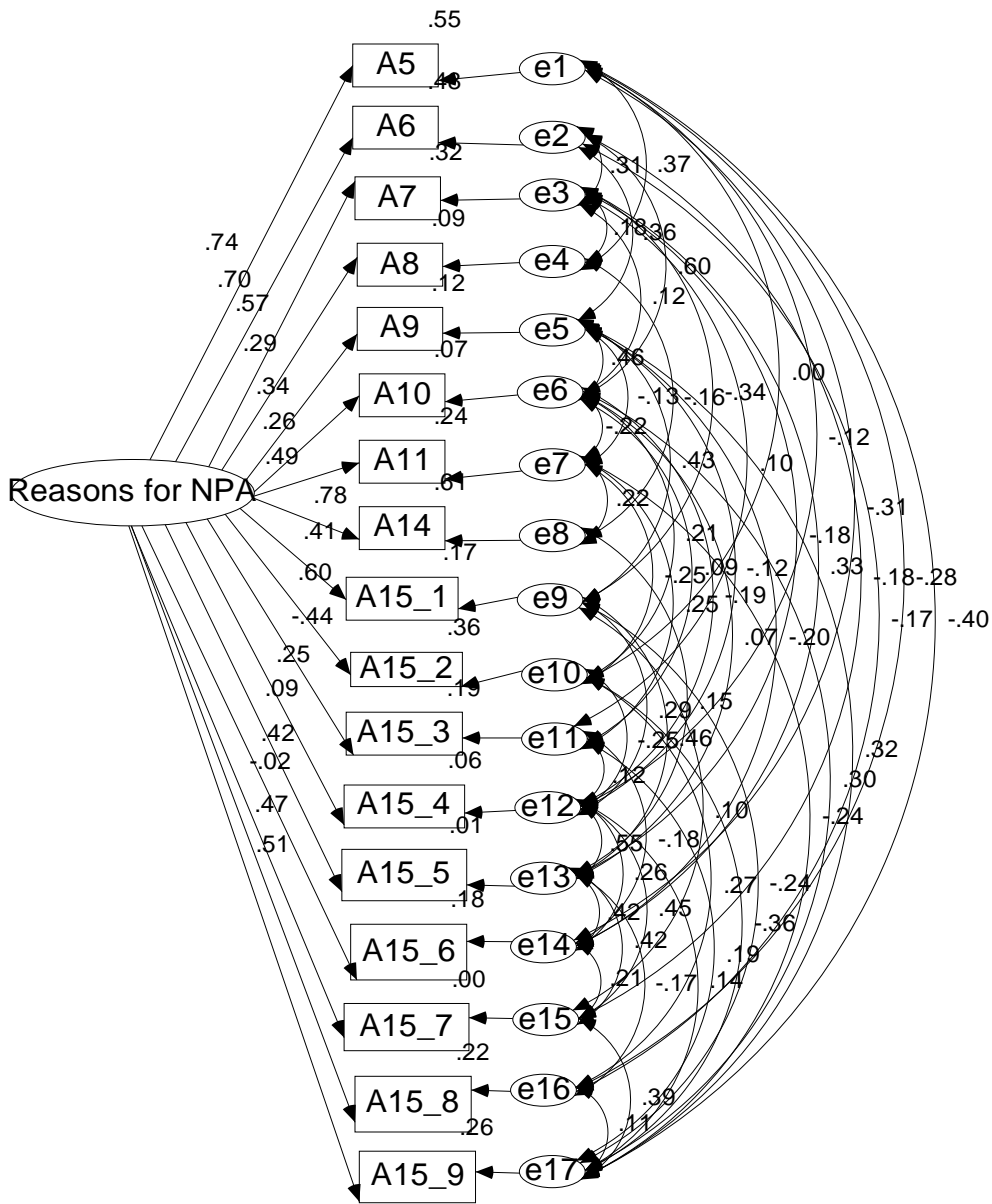 .55
A5
e1
.48
A6
e2
.32
.31
.37
A7
e3
.09
.18
.36
.74
A8
e4
.60
.70
.12
.57
.12
A9
e5
.29
.07
.46
.00
.34
A10
e6
-.13
-.16
-.34
.26
.24
-.22
-.12
.49
A11
e7
.43
.10
Reasons for NPA
.61
.22
-.31
.78
A14
e8
.21
-.18
.41
.17
-.25
.09
-.12
.33
-.18
-.28
.60
A15_1
e9
.25
-.19
-.17
-.40
-.44
.36
.07
-.20
.25
A15_2
e10
.09
.19
.29
.15
.42
A15_3
e11
-.25
.46
.32
-.02
.06
.12
.30
.47
A15_4
e12
.10
-.24
.51
.01
.55
-.18
A15_5
e13
.26
.27
-.24
.18
.42
.45
-.36
A15_6
e14
.42
.19
.00
.21
-.17
.14
A15_7
e15
.22
A15_8
e16
.39
.26
.11
A15_9
e17